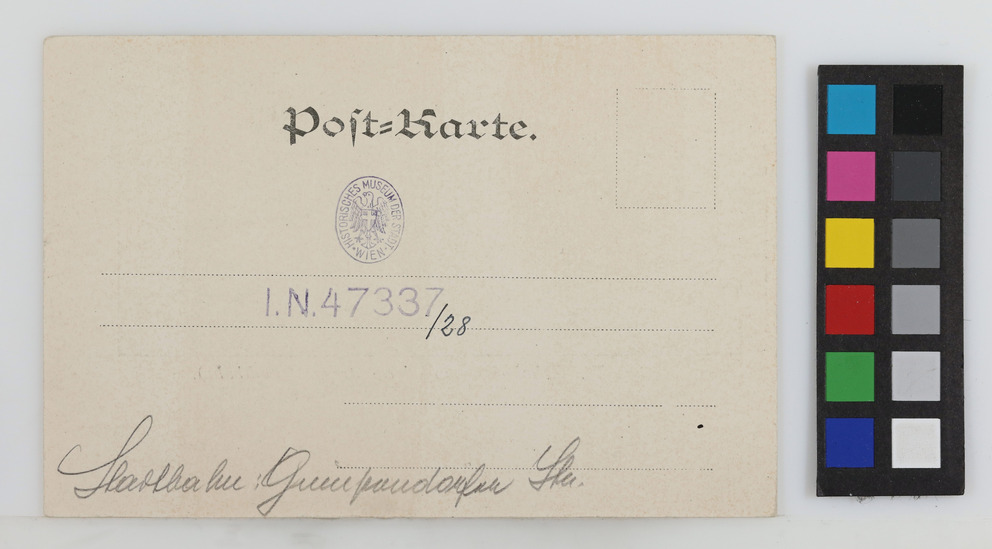 Post-Karte.
HISTORISCHES MUSEUM DER STADT WIEN
I.N.47337/28
Stadtbahn: Gumpendorfer Str.